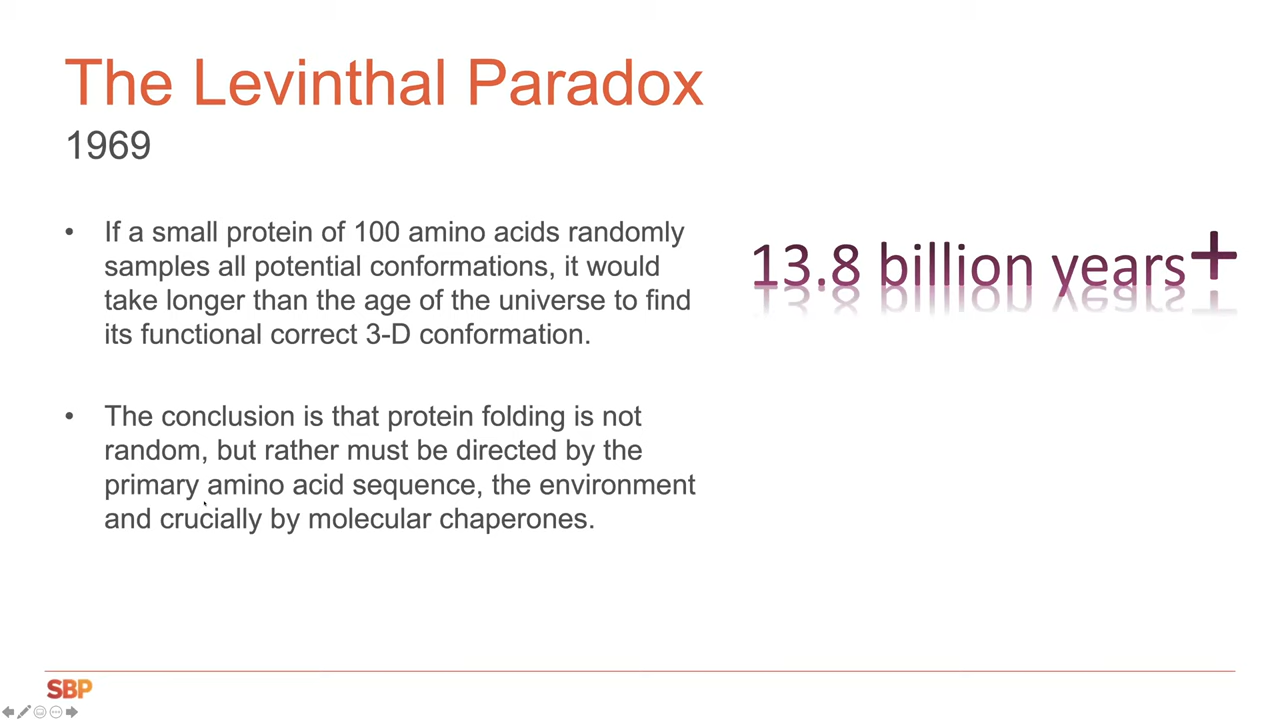 The Levinthal Paradox
1969
• If a small protein of 100 amino acids randomly
samples all potential conformations, it would
take longer than the age of the universe to find
its functional correct 3-D conformation.
• The conclusion is that protein folding is not
random, but rather must be directed by the
primary amino acid sequence, the environment
and crucially by molecular chaperones.
13.8 billion years+
SBP